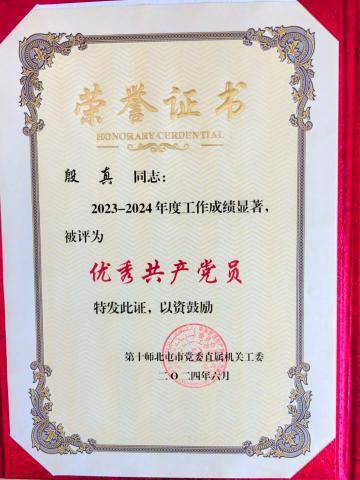 荣誉证书
HONORARY CERDENTIAL
殷真 同志：
2023-2024年度工作成绩显著，
被评为
优秀共产党员
特发此证，以资鼓励
第十师北屯市党委直属机关工委
二〇二四年六月